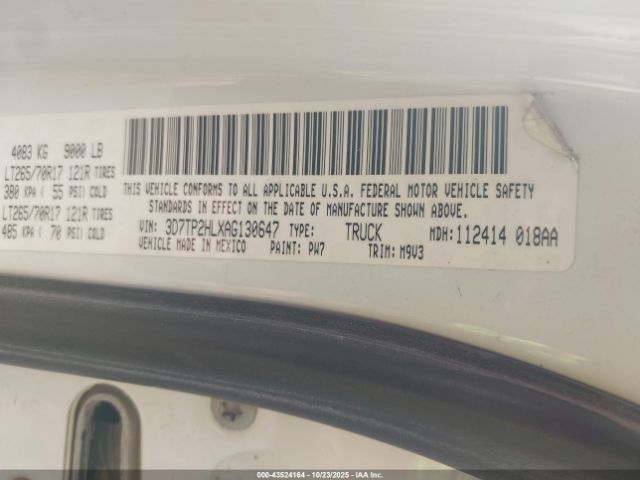 4083 KG 9000 LB
LT265/70R17 121R TIRES
380 KPA ( 55 PSI) COLD
LT265/70R17 121R TIRES
485 KPA ( 70 PSI) COLD
THIS VEHICLE CONFORMS TO ALL APPLICABLE U.S.A. FEDERAL MOTOR VEHICLE SAFETY
STANDARDS IN EFFECT ON THE DATE OF MANUFACTURE SHOWN ABOVE.
VIN: 3D7TP2HLXAG130647 TYPE: TRUCK MDH: 112414 018AA
VEHICLE MADE IN MEXICO PAINT: PW7 TRIM: M9V3
000-43524164 | 10/23/2025 | IAA Inc.